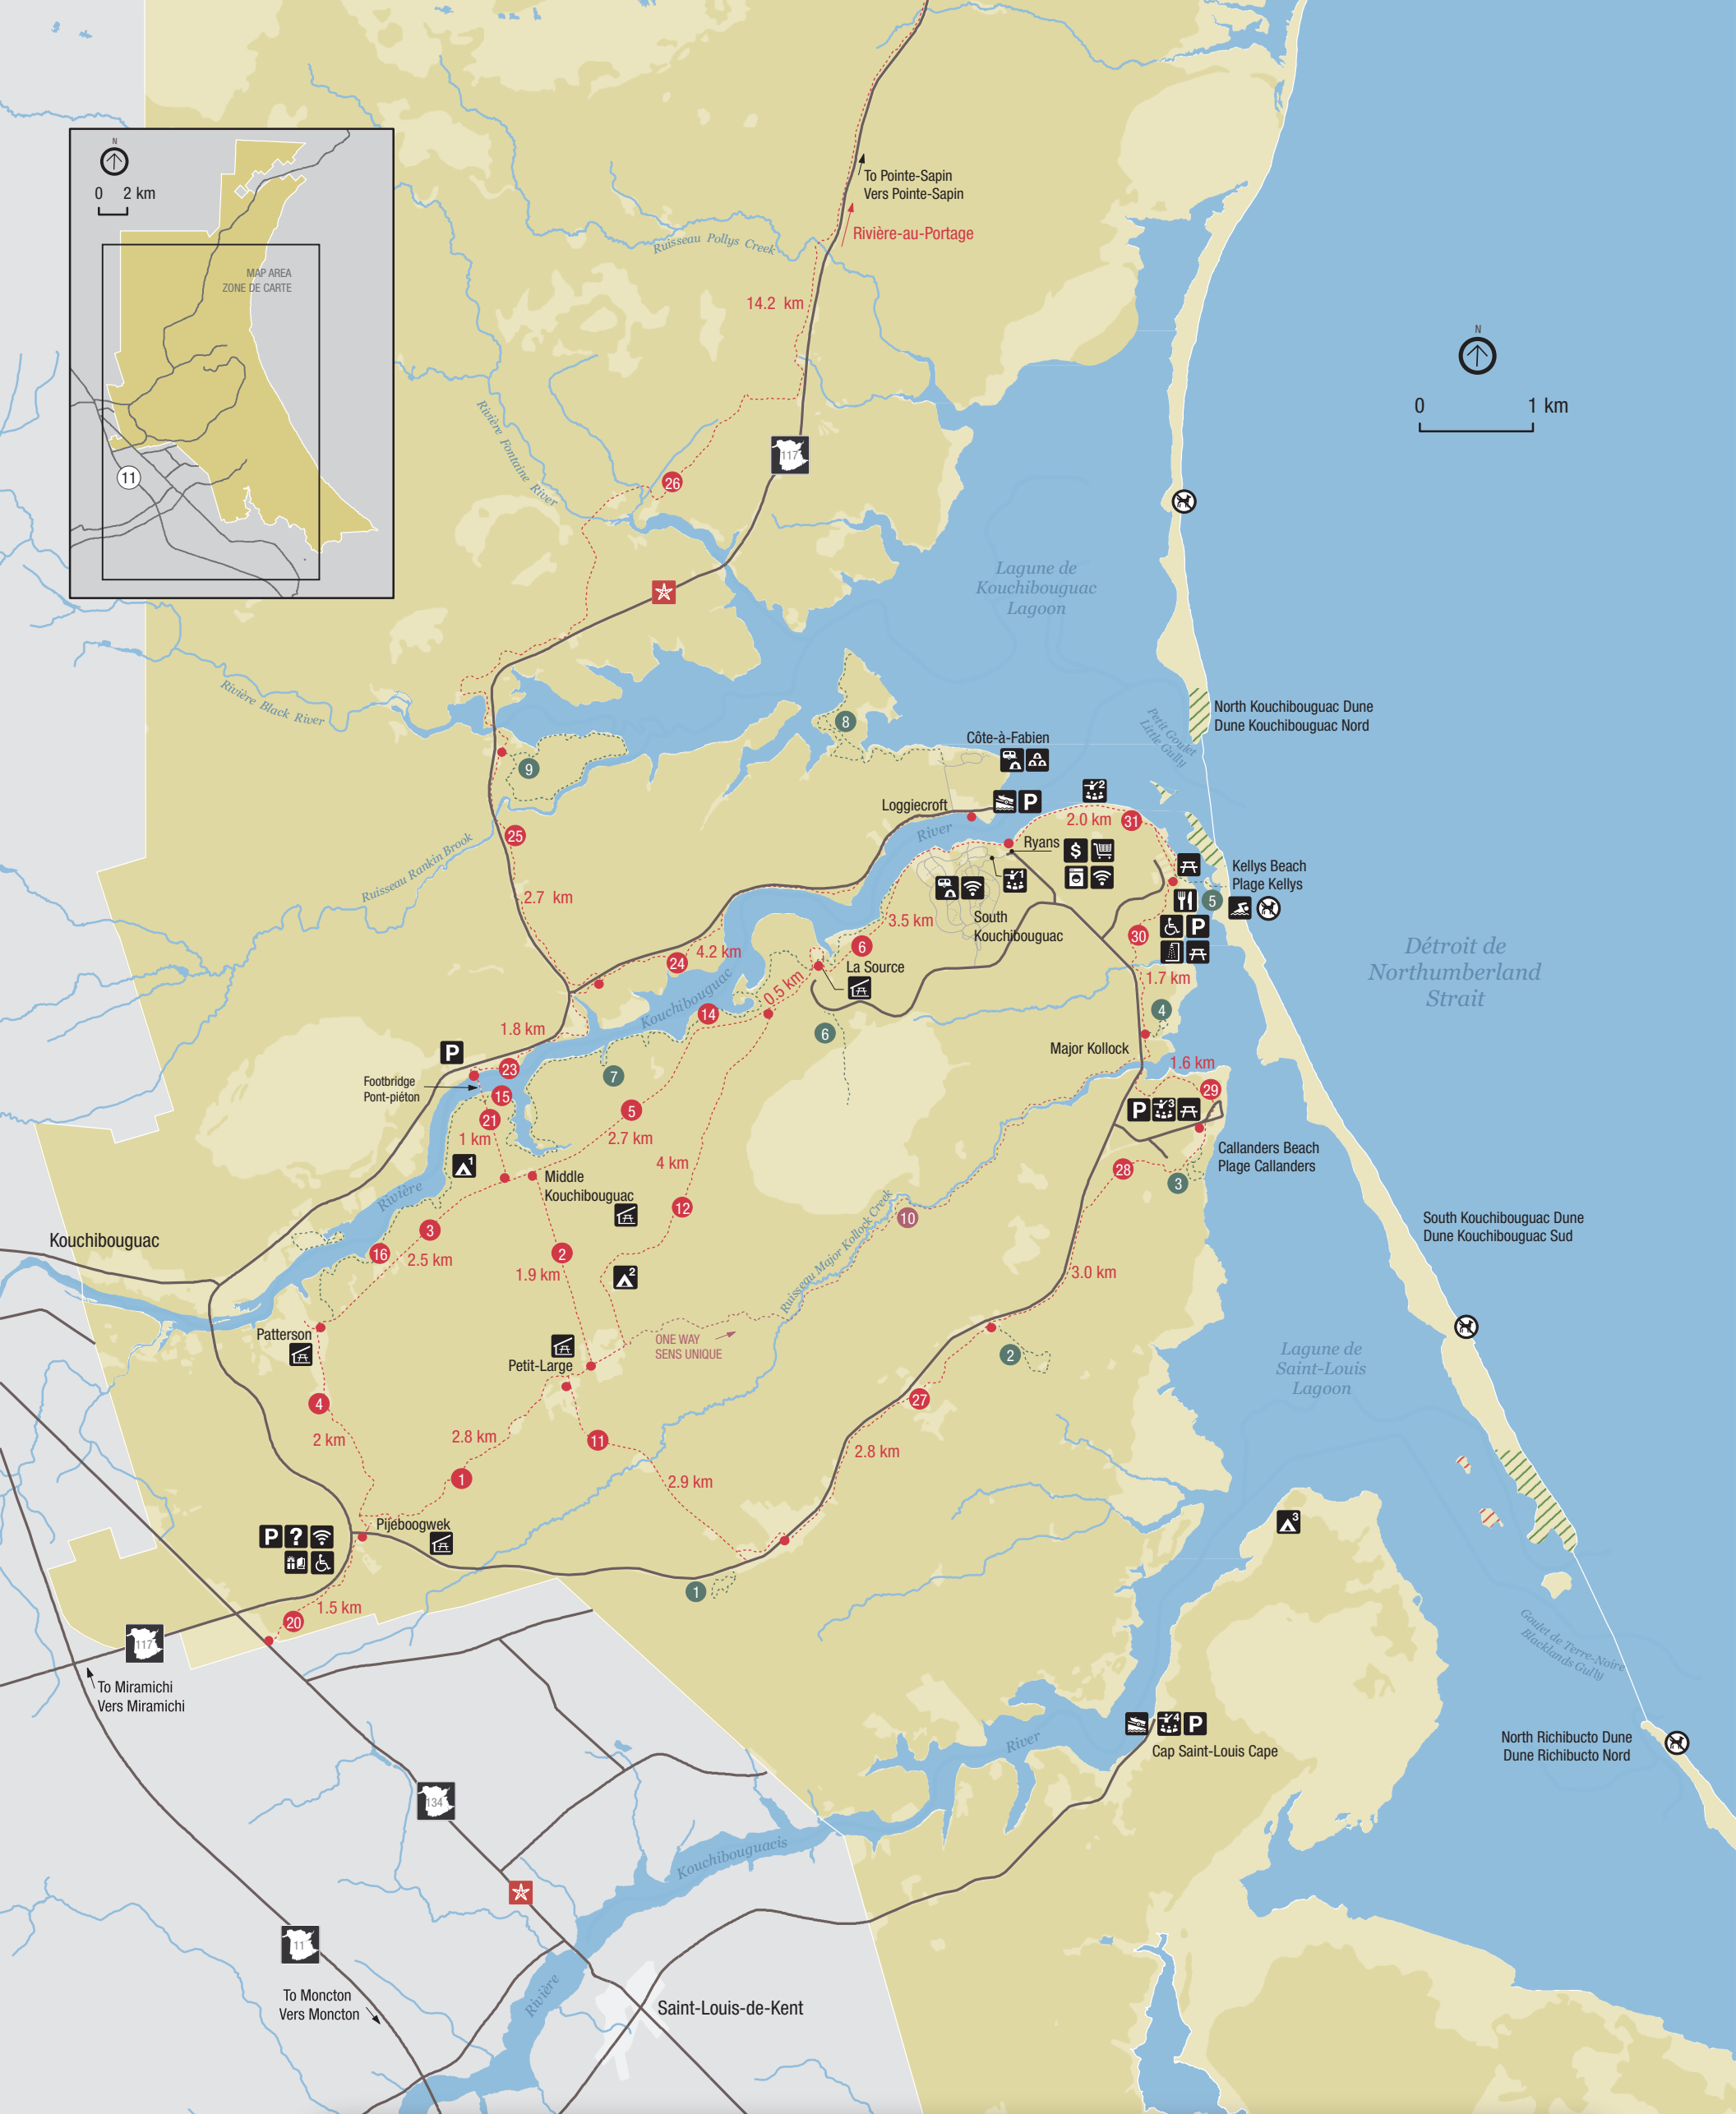 N
0 2 km
MAP AREA
ZONE DE CARTE
11
To Pointe-Sapin
Vers Pointe-Sapin
Rivière-au-Portage
Ruisseau Pollys Creek
14.2 km
N
0 1 km
117
Rivière Fontaine River
26
Lagune de
Kouchibouguac
Lagoon
Rivière Black River
North Kouchibouguac Dune
Dune Kouchibouguac Nord
Petit Goulet
Little Gully
8
Côte-à-Fabien
9
2
Loggiecroft
P
2.0 km
31
25
River
Ryans
$
Ruisseau Rankin Brook
Kellys Beach
Plage Kellys
1
2.7 km
5
3.5 km
South
Kouchibouguac
P
30
6
Détroit de
Northumberland
Strait
4.2 km
24
La Source
1.7 km
0.5 km
Kouchibouguac
14
4
1.8 km
6
P
Major Kollock
23
1.6 km
Footbridge
Pont-piéton
7
29
15
5
P
3
21
1 km
2.7 km
Callanders Beach
Plage Callanders
1
4 km
28
Middle
Kouchibouguac
3
Rivière
12
10
South Kouchibouguac Dune
Dune Kouchibouguac Sud
3
Kouchibouguac
16
2.5 km
2
1.9 km
2
Ruisseau Major Kollock Creek
3.0 km
Patterson
ONE WAY
SENS UNIQUE
Petit-Large
2
Lagune de
Saint-Louis
Lagoon
4
27
2 km
2.8 km
11
2.8 km
1
2.9 km
3
Pijeboogwek
P ?
1
1.5 km
20
117
Goulet de Terre-Noire
Blacklands Gully
To Miramichi
Vers Miramichi
4
P
River
Cap Saint-Louis Cape
North Richibucto Dune
Dune Richibucto Nord
134
Kouchibouguacis
11
To Moncton
Vers Moncton
Rivière
Saint-Louis-de-Kent